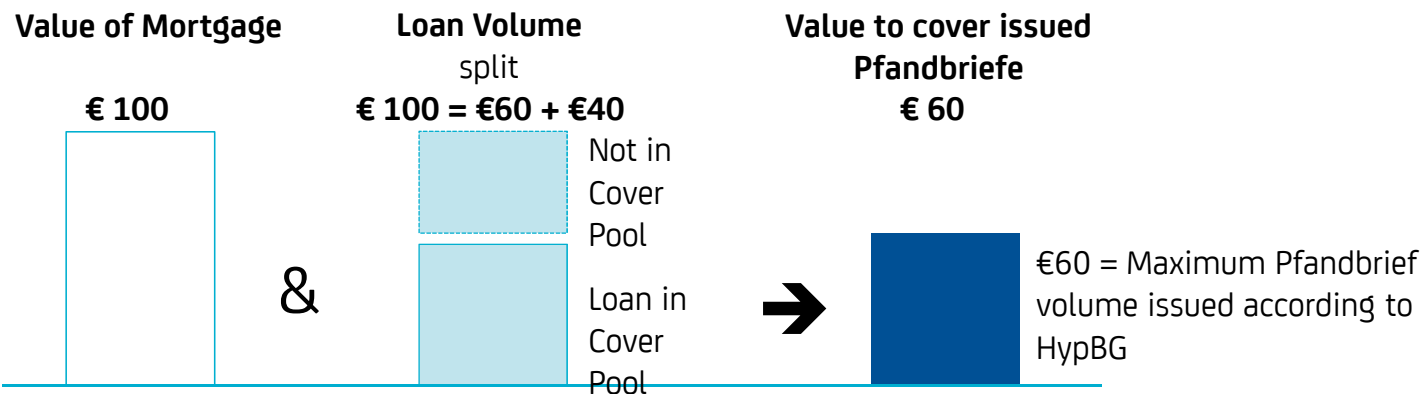 Value of Mortgage
€ 100
Loan Volume
split
€ 100 = €60 + €40
Not in
Cover
Pool
&
Loan in
Cover
Pool
Value to cover issued
Pfandbriefe
€ 60
€60 = Maximum Pfandbrief
volume issued according to
HypBG